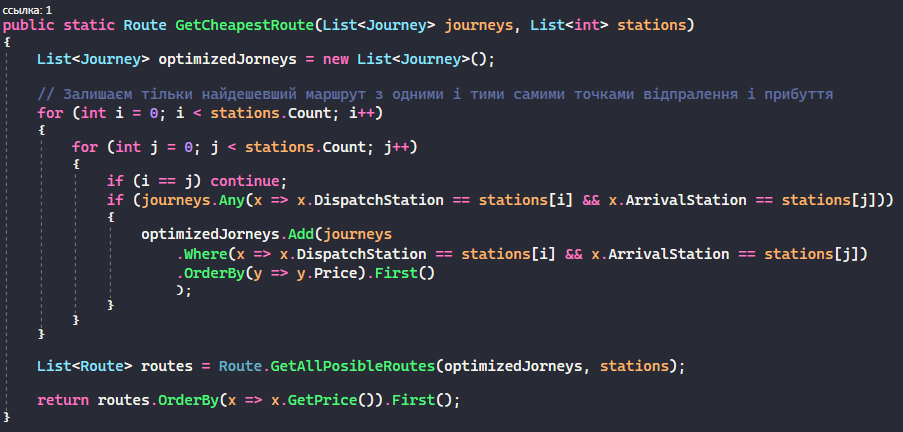 ссылка: 1
public static Route GetCheapestRoute(List<Journey> journeys, List<int> stations)
{
    List<Journey> optimizedJorneys = new List<Journey>();

    // Залишаєм тільки найдешевший маршрут з одними і тими самими точками відпралення і прибуття
    for (int i = 0; i < stations.Count; i++)
    {
        for (int j = 0; j < stations.Count; j++)
        {
            if (i == j) continue;
            if (journeys.Any(x => x.DispatchStation == stations[i] && x.ArrivalStation == stations[j]))
            {
                optimizedJorneys.Add(journeys
                    .Where(x => x.DispatchStation == stations[i] && x.ArrivalStation == stations[j])
                    .OrderBy(y => y.Price).First()
                    );
            }
        }
    }

    List<Route> routes = Route.GetAllPosibleRoutes(optimizedJorneys, stations);

    return routes.OrderBy(x => x.GetPrice()).First();
}